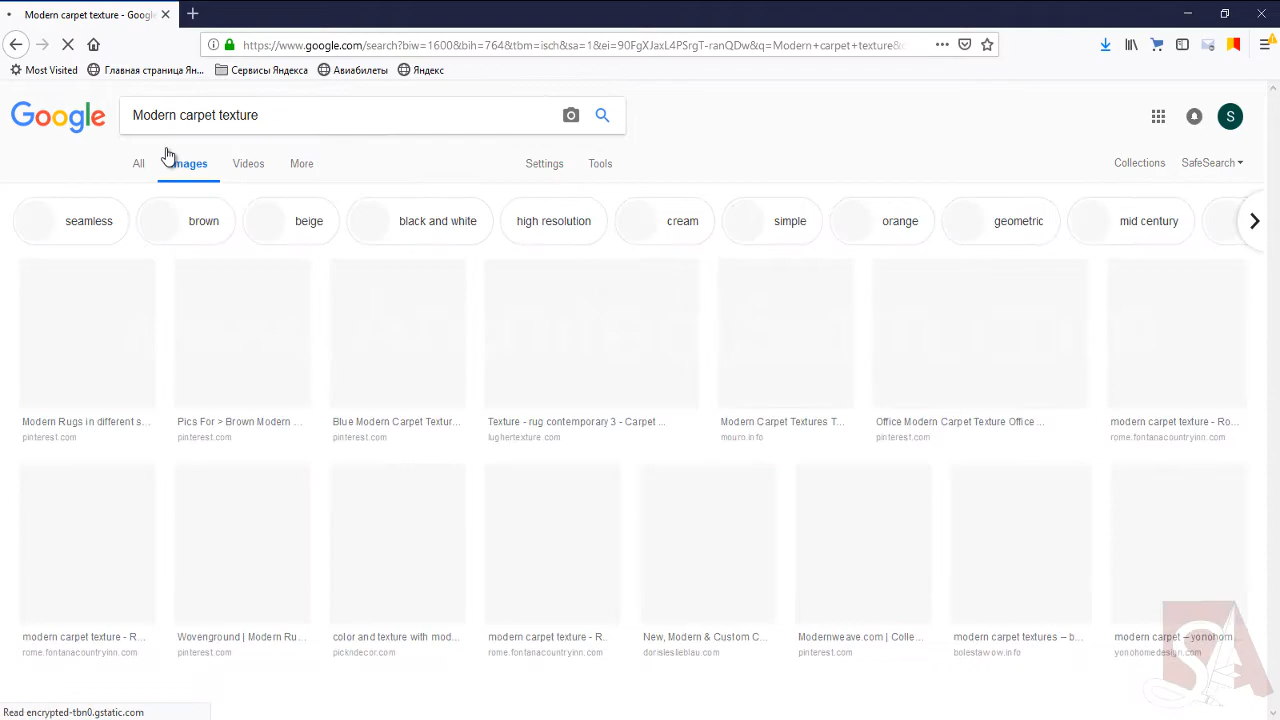 Modern carpet texture - Googl
https://www.google.com/search?biw=1600&bih=764&tbm=isch&sa=1&ei=90FgXJaxL4PSrgT-ranQDw&q=Modern+carpet+texture&
Most Visited
Главная страница Ян...
Сервисы Яндекса
Авиабилеты
Яндекс
Google
Modern carpet texture
S
All
Images
Videos
More
Settings
Tools
Collections
SafeSearch
seamless
brown
beige
black and white
high resolution
cream
simple
orange
geometric
mid century
Modern Rugs in different s...
Pics For > Brown Modern ...
Blue Modern Carpet Textur...
Texture - rug contemporary 3 - Carpet ...
Modern Carpet Textures T...
Office Modern Carpet Texture Office ...
modern carpet texture - Ro...
pinterest.com
pinterest.com
pinterest.com
lughertexture.com
mouro.info
pinterest.com
rome.fontanacountryinn.com
modern carpet texture - R...
Wovenground | Modern Ru...
color and texture with mod...
modern carpet texture - R...
New, Modern & Custom C...
Modernweave.com | Colle...
modern carpet textures – b...
modern carpet – yonohom...
rome.fontanacountryinn.com
pinterest.com
pickndecor.com
rome.fontanacountryinn.com
dorisleslieblau.com
pinterest.com
bolestawow.info
yonohomedesign.com
SA
Read encrypted-tbn0.gstatic.com